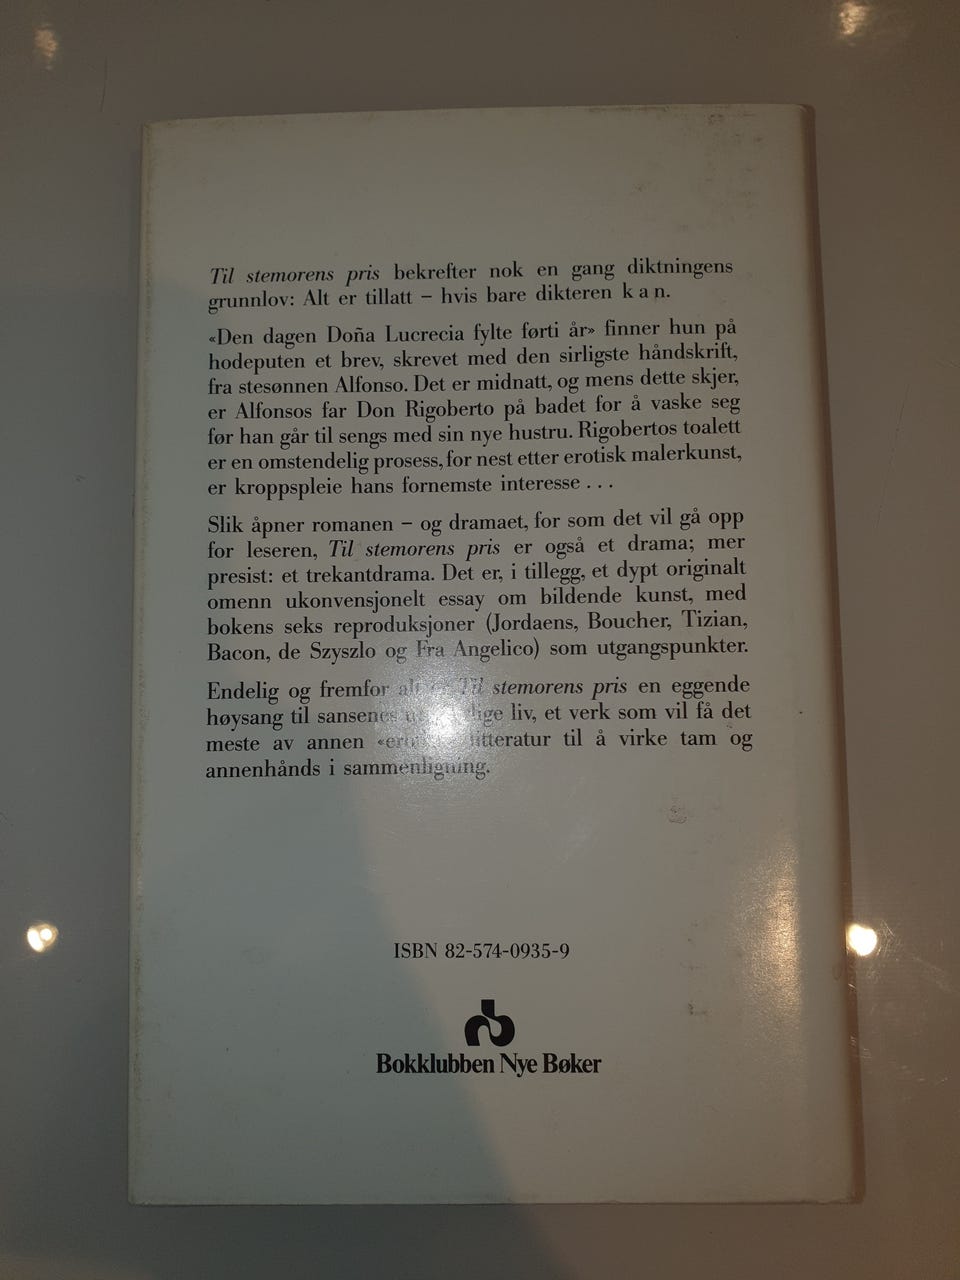 Til stemorens pris bekrefter nok en gang diktningens
grunnlov: Alt er tillatt – hvis bare dikteren k a n.
«Den dagen Doña Lucrecia fylte førti år» finner hun på
hodeputen et brev, skrevet med den sirligste håndskrift,
fra stesønnen Alfonso. Det er midnatt, og mens dette skjer,
er Alfonsos far Don Rigoberto på badet for å vaske seg
før han går til sengs med sin nye hustru. Rigobertos toalett
er en omstendelig prosess, for nest etter erotisk malerkunst,
er kroppspleie hans fornemste interesse . . .
Slik åpner romanen – og dramaet, for som det vil gå opp
for leseren, Til stemorens pris er også et drama; mer
presist: et trekantdrama. Det er, i tillegg, et dypt originalt
omenn ukonvensjonelt essay om bildende kunst, med
bokens seks reproduksjoner (Jordaens, Boucher, Tizian,
Bacon, de Szyszlo og Fra Angelico) som utgangspunkter.
Endelig og fremfor alt er Til stemorens pris en eggende
høysang til sansenes liv, et verk som vil få det
meste av annen litteratur til å virke tam og
annenhånds i sammenligning.
ISBN 82-574-0935-9
Bokklubben Nye Bøker